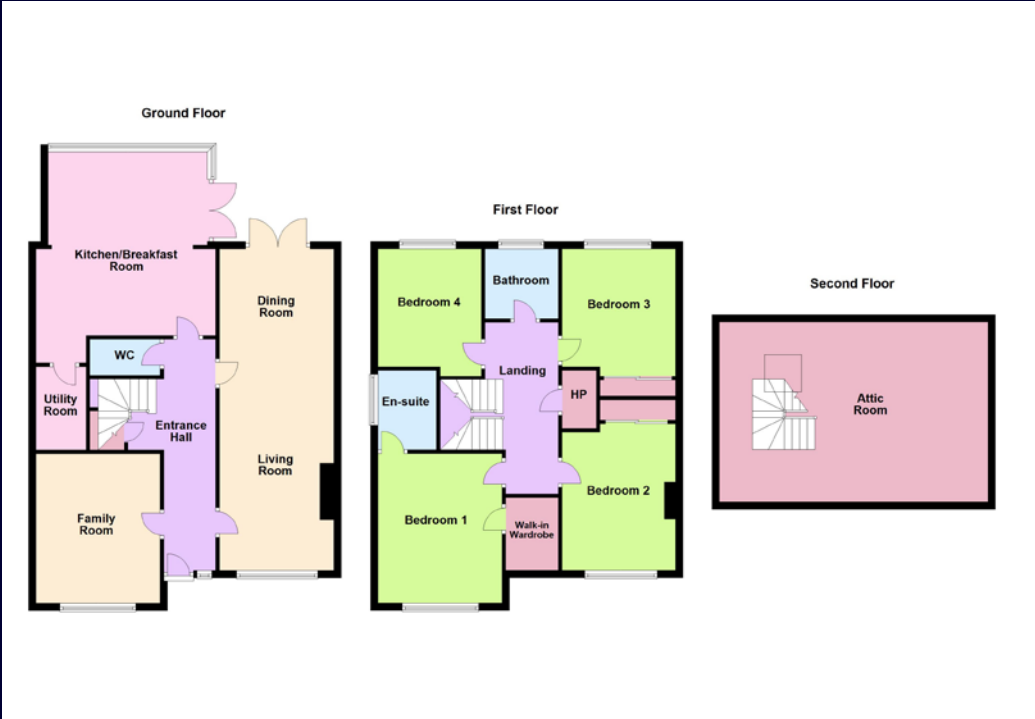 Ground Floor
Kitchen/Breakfast
Room
Dining
Room
WC
Utility
Room
Entrance
Hall
Living
Room
Family
Room
First Floor
Bedroom 4
Bathroom
Bedroom 3
Landing
En-suite
HP
Bedroom 1
Walk-in
Wardrobe
Bedroom 2
Second Floor
Attic
Room